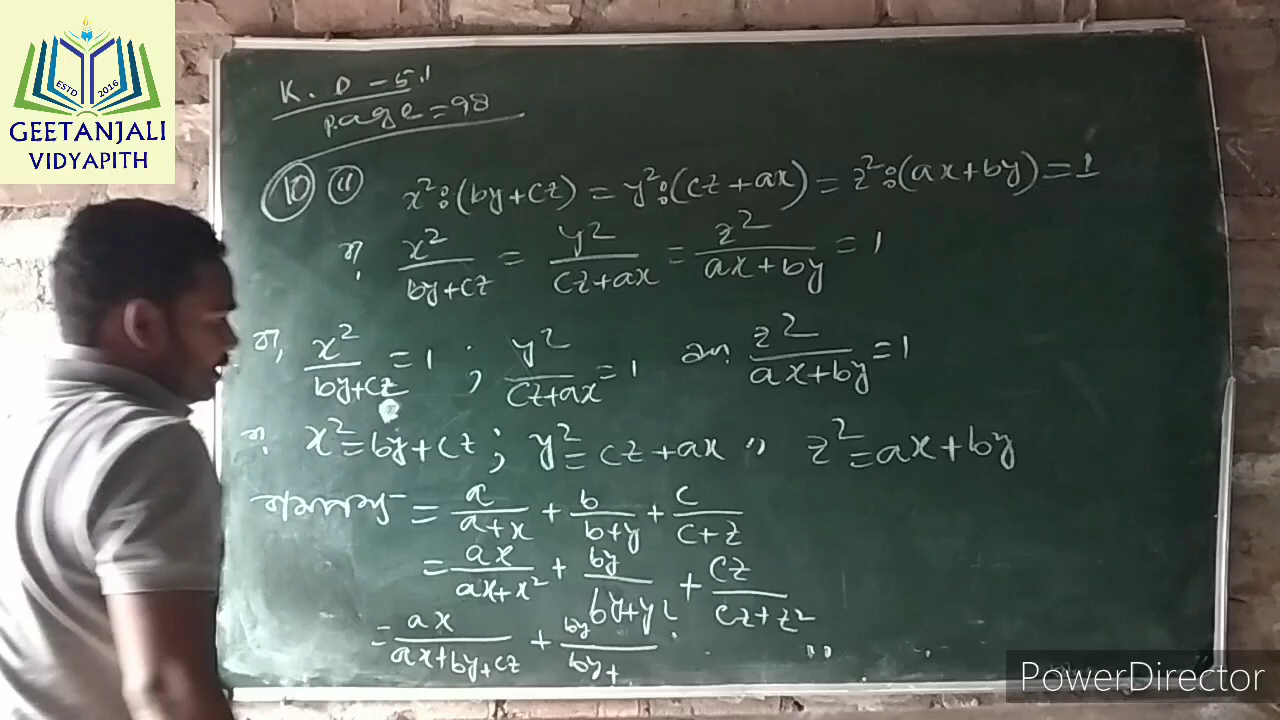 ESTD 2016
GEETANJALI
VIDYAPITH
K. D - 5.1
page = 98
10 ii x²:(by+cz) = y²:(cz+ax) = z²:(ax+by) = 1
বা, x²/(by+cz) = y²/(cz+ax) = z²/(ax+by) = 1
বা, x²/(by+cz) = 1 ; y²/(cz+ax) = 1 z²/(ax+by) = 1
বা, x² = by+cz ; y² = cz+ax ,, z² = ax+by
বামপক্ষ = a/(a+x) + b/(b+y) + c/(c+z)
= ax/(ax+x²) + by/(by+y²) + cz/(cz+z²)
= ax/(ax+by+cz) + by/(by+
PowerDirector